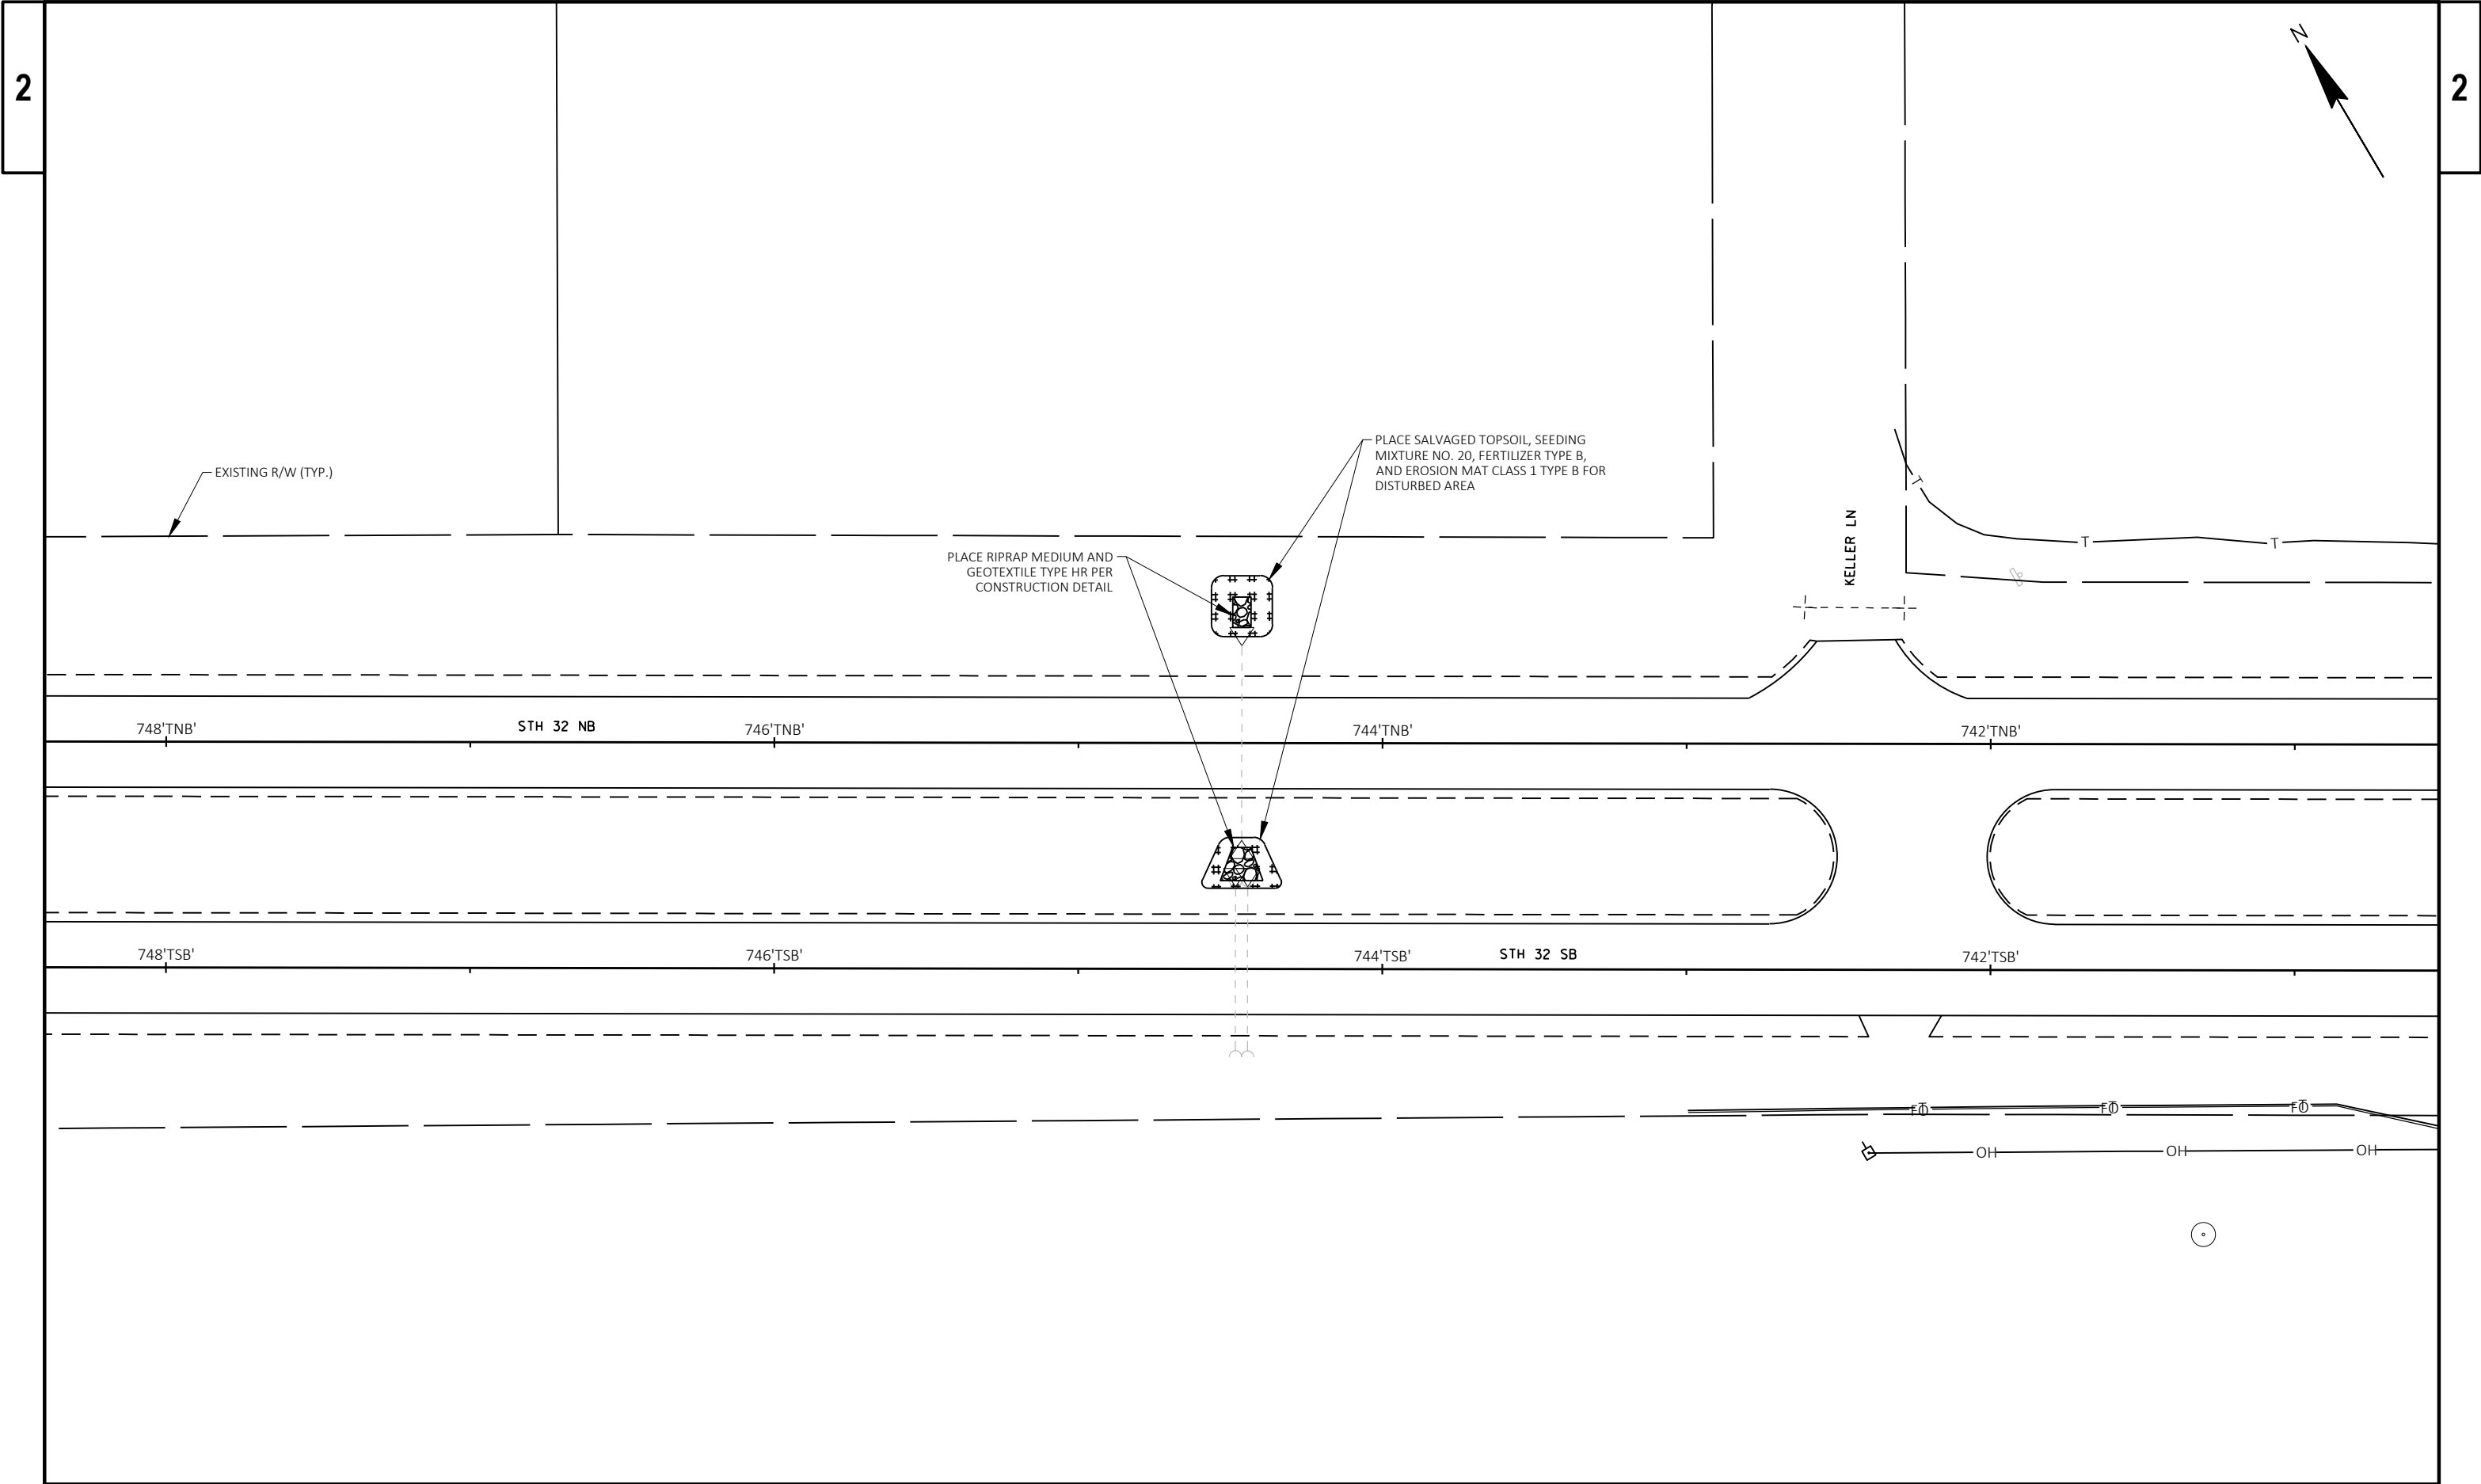 2
2
N
PLACE SALVAGED TOPSOIL, SEEDING
MIXTURE NO. 20, FERTILIZER TYPE B,
AND EROSION MAT CLASS 1 TYPE B FOR
DISTURBED AREA
EXISTING R/W (TYP.)
T
KELLER LN
T
T
PLACE RIPRAP MEDIUM AND
GEOTEXTILE TYPE HR PER
CONSTRUCTION DETAIL
748'TNB'
STH 32 NB
746'TNB'
744'TNB'
742'TNB'
748'TSB'
746'TSB'
744'TSB'
STH 32 SB
742'TSB'
T
FO
T
FO
T
FO
OH
OH
OH